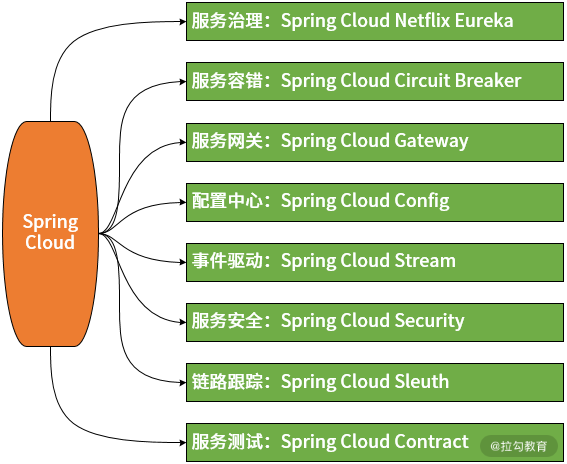 服务治理：Spring Cloud Netflix Eureka
服务容错：Spring Cloud Circuit Breaker
服务网关：Spring Cloud Gateway
配置中心：Spring Cloud Config
Spring
Cloud
事件驱动：Spring Cloud Stream
服务安全：Spring Cloud Security
链路跟踪：Spring Cloud Sleuth
服务测试：Spring Cloud Contract
@拉勾教育